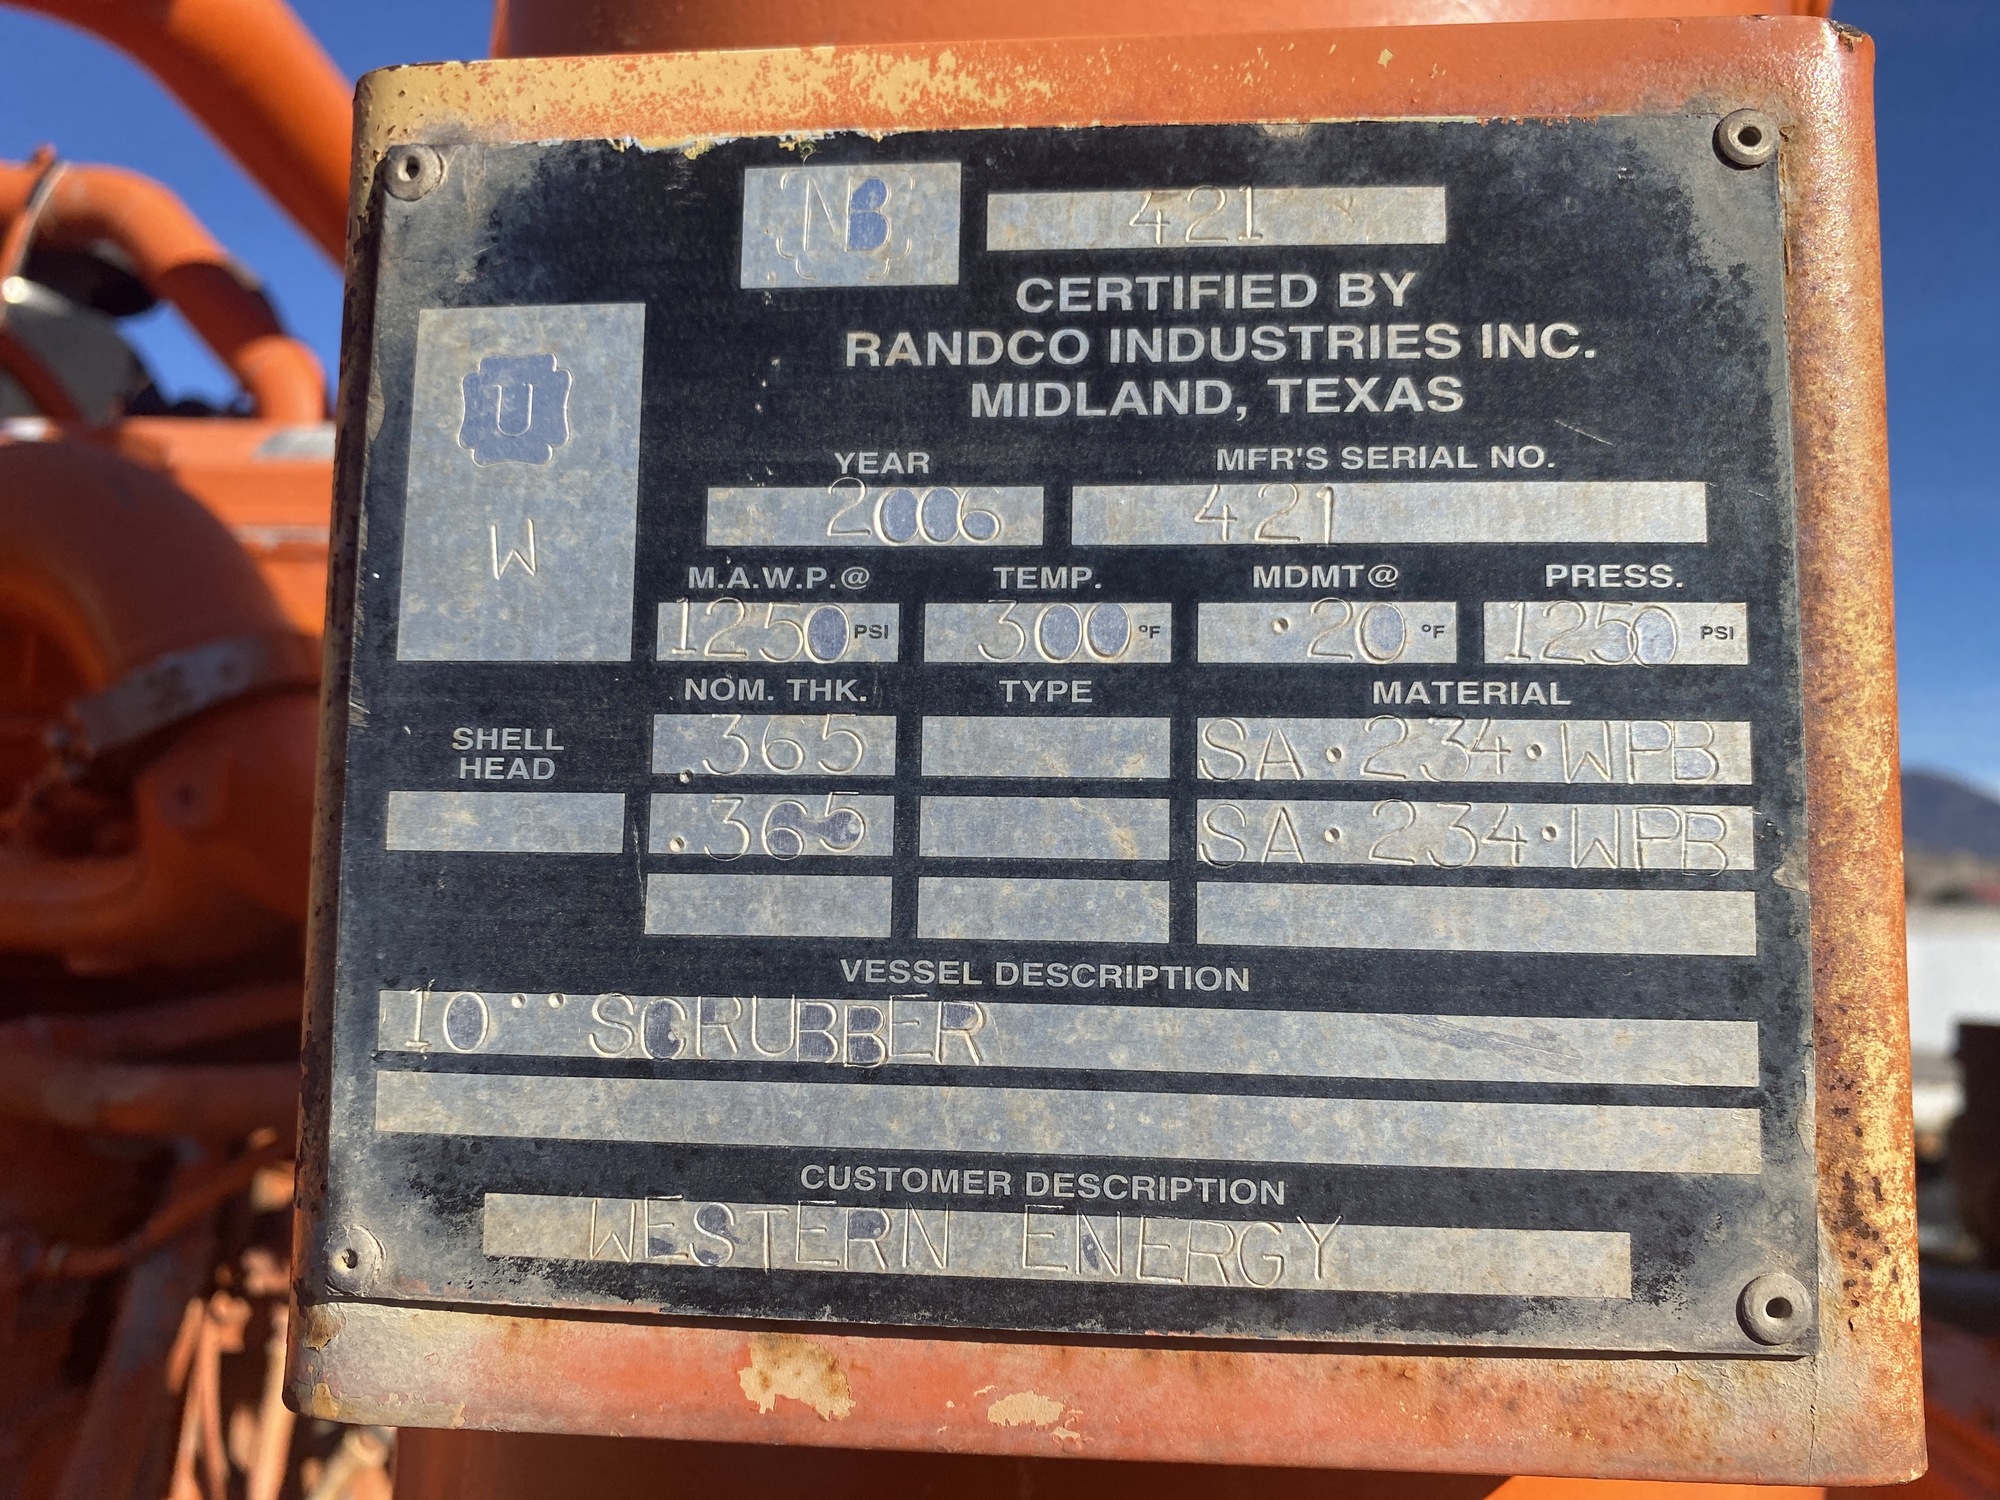 NB 421
CERTIFIED BY
RANDCO INDUSTRIES INC.
MIDLAND, TEXAS
U
W
YEAR MFR'S SERIAL NO.
2006 421
M.A.W.P.@ TEMP. MDMT@ PRESS.
1250 PSI 300 °F ·20 °F 1250 PSI
NOM. THK. TYPE MATERIAL
SHELL .365 SA·234·WPB
HEAD .365 SA·234·WPB
VESSEL DESCRIPTION
10·· SCRUBBER
CUSTOMER DESCRIPTION
WESTERN ENERGY